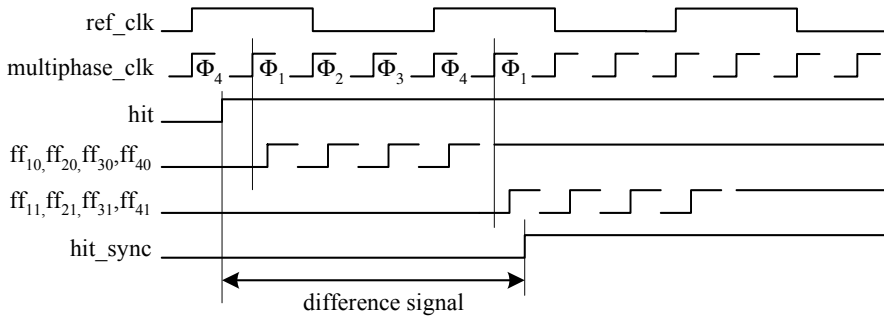 ref_clk
multiphase_clk Φ4 Φ1 Φ2 Φ3 Φ4 Φ1
hit
ff10,ff20,ff30,ff40
ff11,ff21,ff31,ff41
hit_sync
difference signal